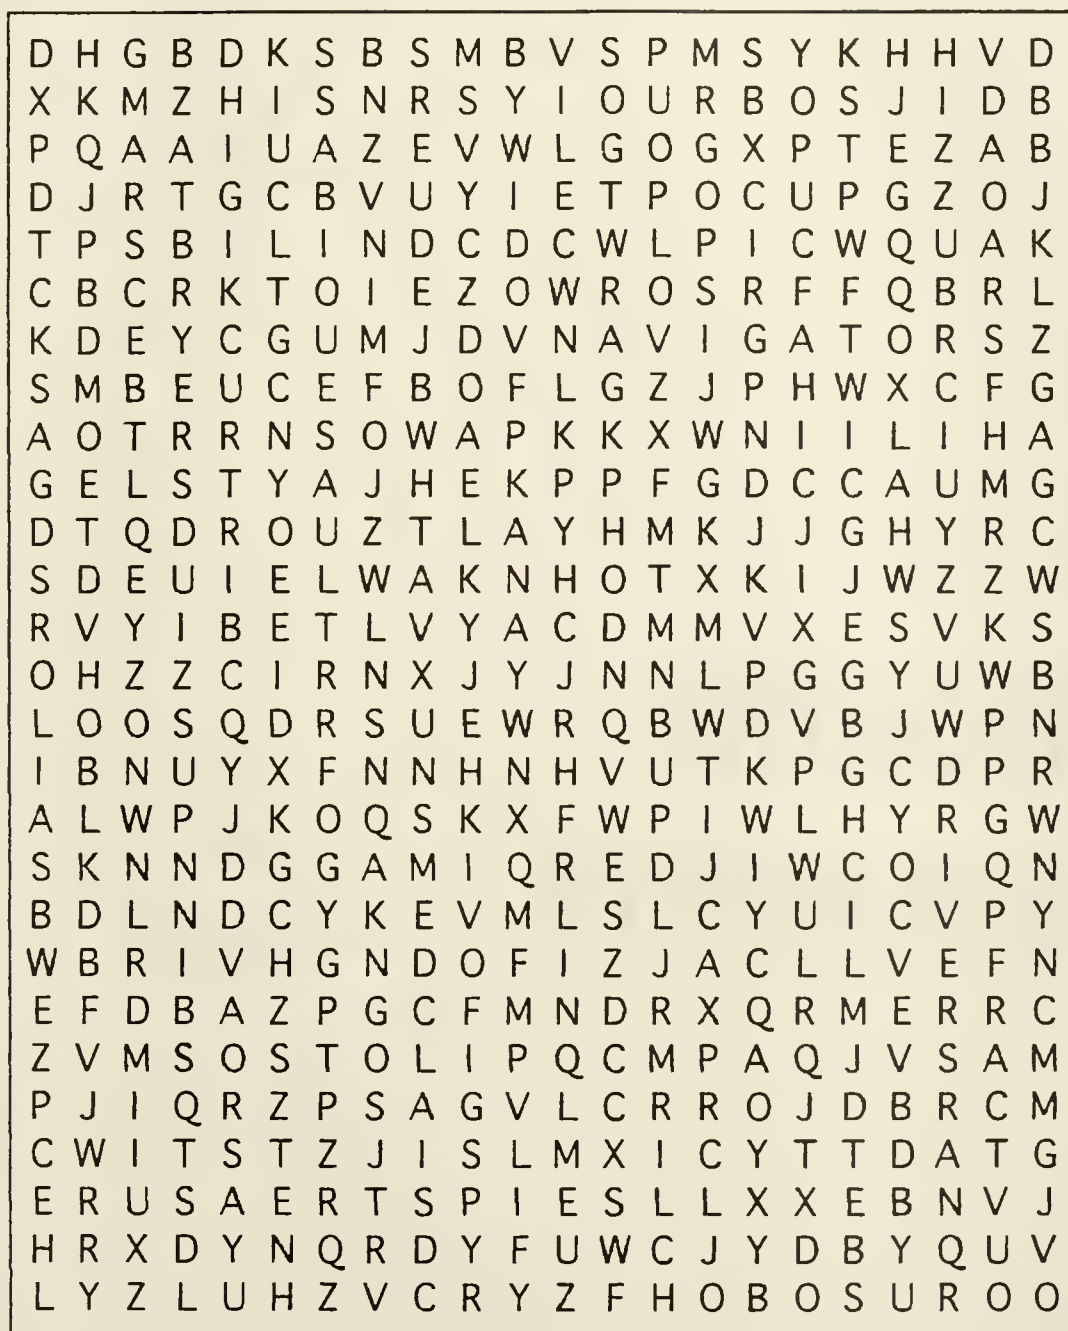 D H G B D K S B S M B V S P M S Y K H H V D
X K M Z H I S N R S Y I O U R B O S J I D B
P Q A A I U A Z E V W L G O G X P T E Z A B
D J R T G C B V U Y I E T P O C U P G Z O J
T P S B I L I N D C D C W L P I C W Q U A K
C B C R K T O I E Z O W R O S R F F Q B R L
K D E Y C G U M J D V N A V I G A T O R S Z
S M B E U C E F B O F L G Z J P H W X C F G
A O T R R N S O W A P K K X W N I I L I H A
G E L S T Y A J H E K P P F G D C C A U M G
D T Q D R O U Z T L A Y H M K J J G H Y R C
S D E U I E L W A K N H O T X K I J W Z Z W
R V Y I B E T L V Y A C D M M V X E S V K S
O H Z Z C I R N X J Y J N N L P G G Y U W B
L O O S Q D R S U E W R Q B W D V B J W P N
I B N U Y X F N N H N H V U T K P G C D P R
A L W P J K O Q S K X F W P I W L H Y R G W
S K N N D G G A M I Q R E D J I W C O I Q N
B D L N D C Y K E V M L S L C Y U I C V P Y
W B R I V H G N D O F I Z J A C L L V E F N
E F D B A Z P G C F M N D R X Q R M E R R C
Z V M S O S T O L I P Q C M P A Q J V S A M
P J I Q R Z P S A G V L C R R O J D B R C M
C W I T S T Z J I S L M X I C Y T T D A T G
E R U S A E R T S P I E S L L X X E B N V J
H R X D Y N Q R D Y F U W C J Y D B Y Q U V
L Y Z L U H Z V C R Y Z F H O B O S U R O O